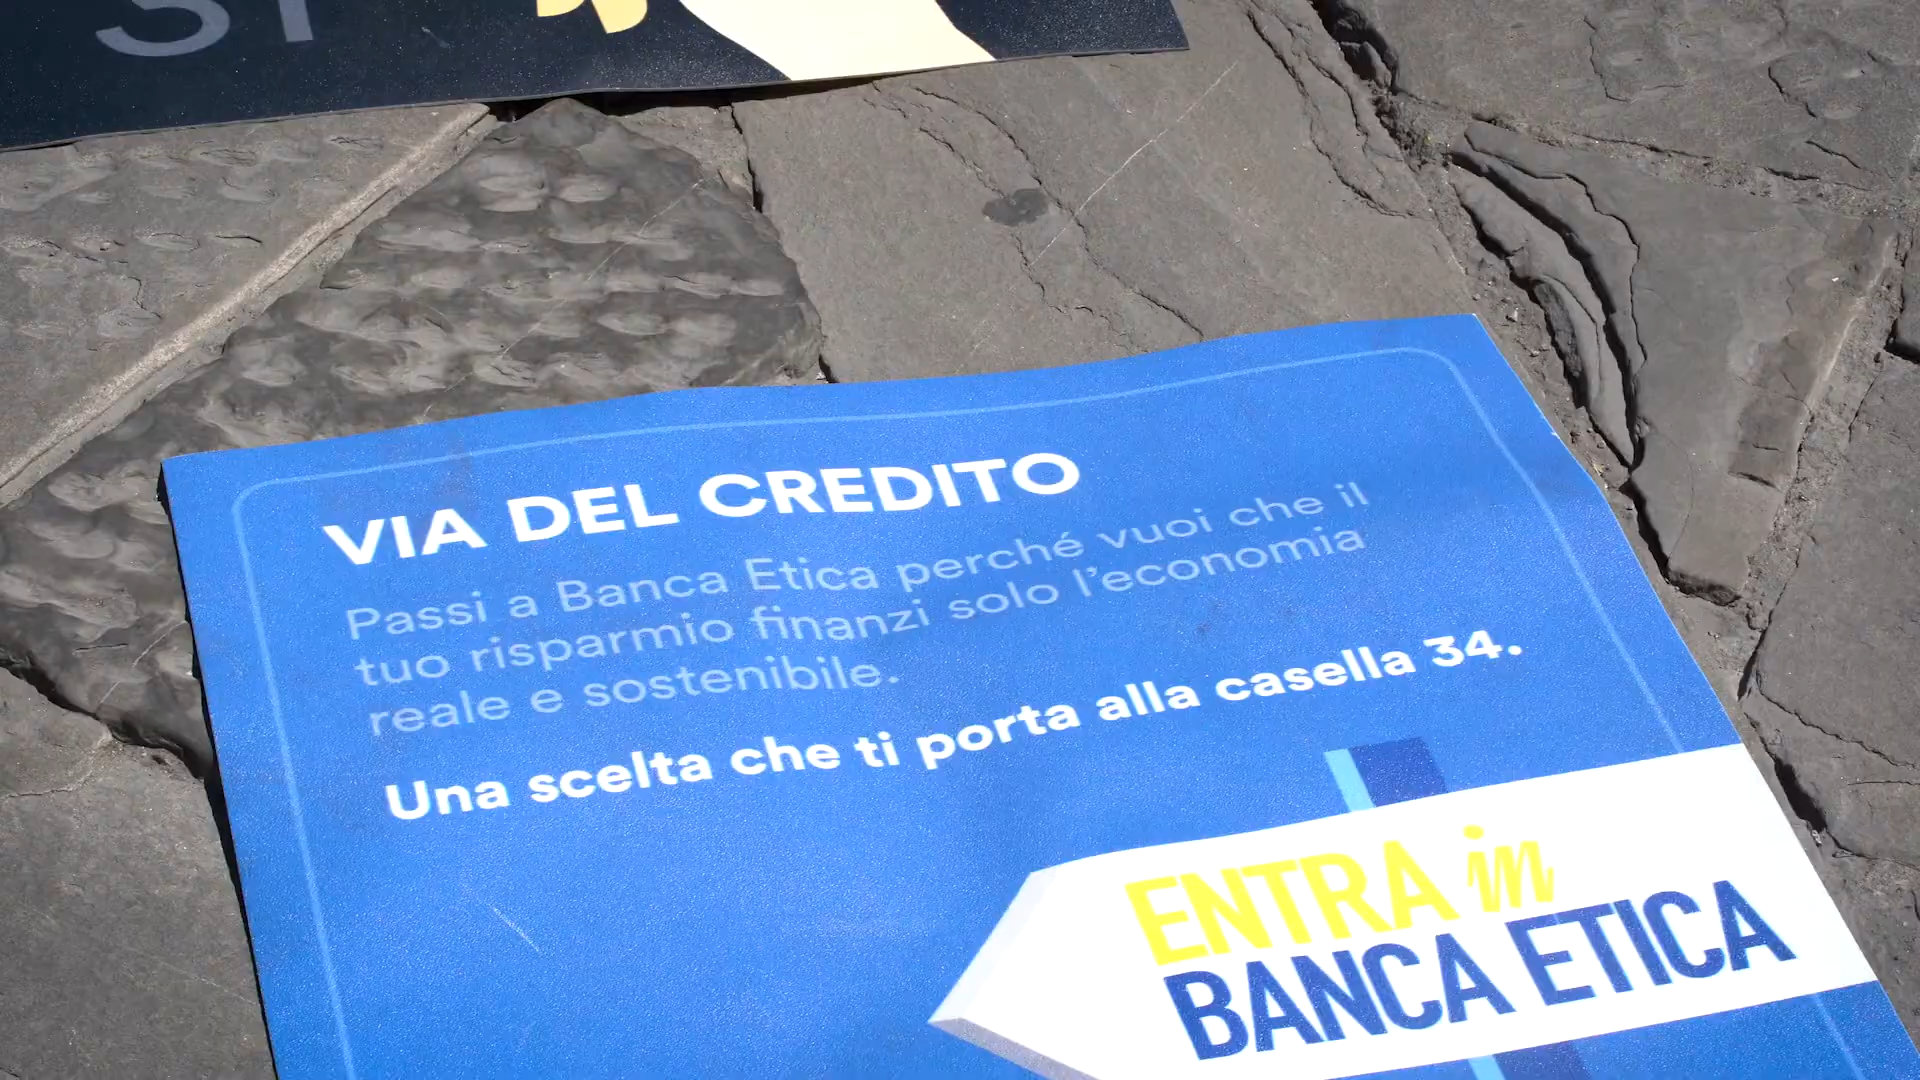 VIA DEL CREDITO
Passi a Banca Etica perché vuoi che il
tuo risparmio finanzi solo l'economia
reale e sostenibile.
Una scelta che ti porta alla casella 34.
ENTRA in
BANCA ETICA